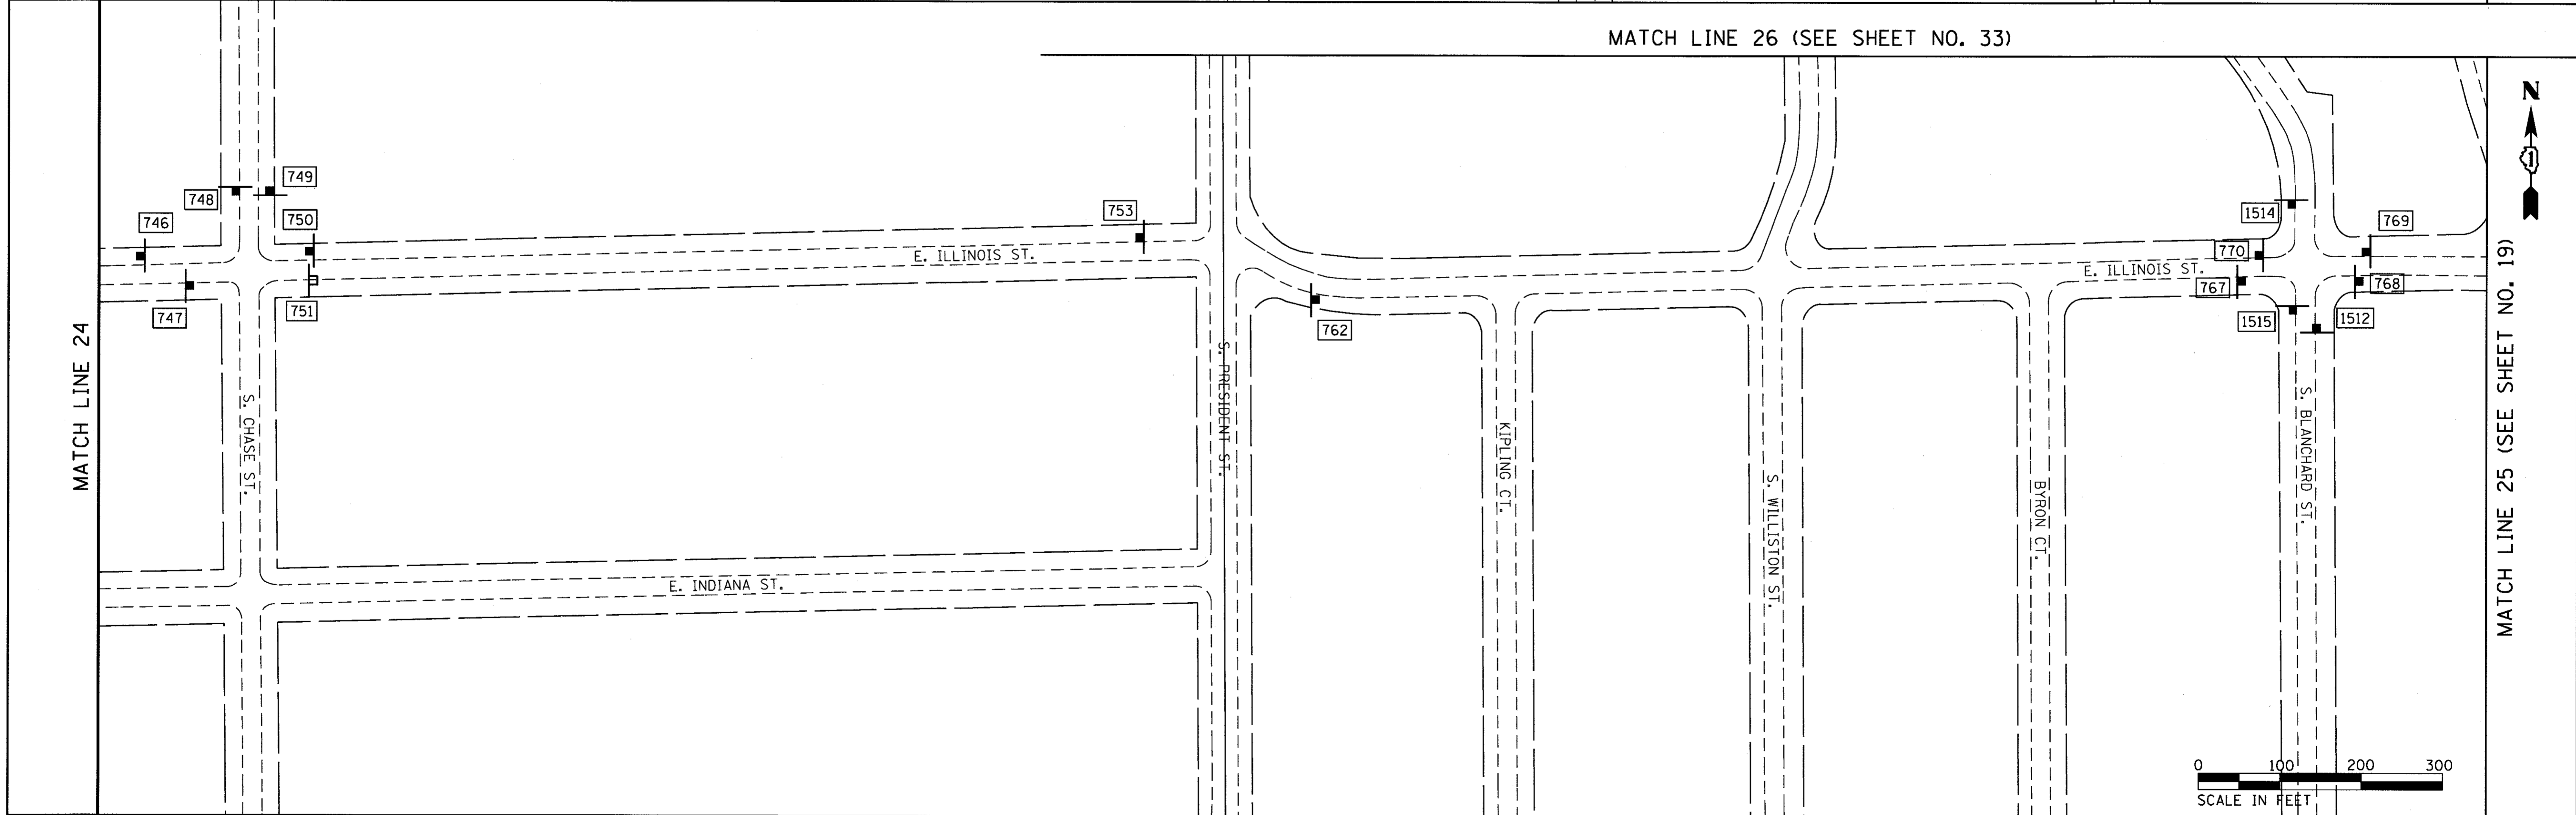 MATCH LINE 26 (SEE SHEET NO. 33)
N
749
748
750
746
753
1514
769
E. ILLINOIS ST.
770
E. ILLINOIS ST.
767
768
751
747
762
1515
1512
MATCH LINE 24
S. CHASE ST.
S. PRESIDENT ST.
KIPLING CT.
S. WILLISTON ST.
BYRON CT.
S. BLANCHARD ST.
MATCH LINE 25 (SEE SHEET NO. 19)
E. INDIANA ST.
0 100 200 300
SCALE IN FEET